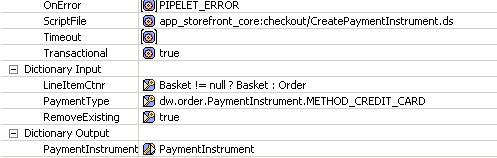 OnError PIPELET_ERROR
ScriptFile app_storefront_core:checkout/CreatePaymentInstrument.ds
Timeout
Transactional true
Dictionary Input
LineItemCtnr Basket != null ? Basket : Order
PaymentType dw.order.PaymentInstrument.METHOD_CREDIT_CARD
RemoveExisting true
Dictionary Output
PaymentInstrument PaymentInstrument